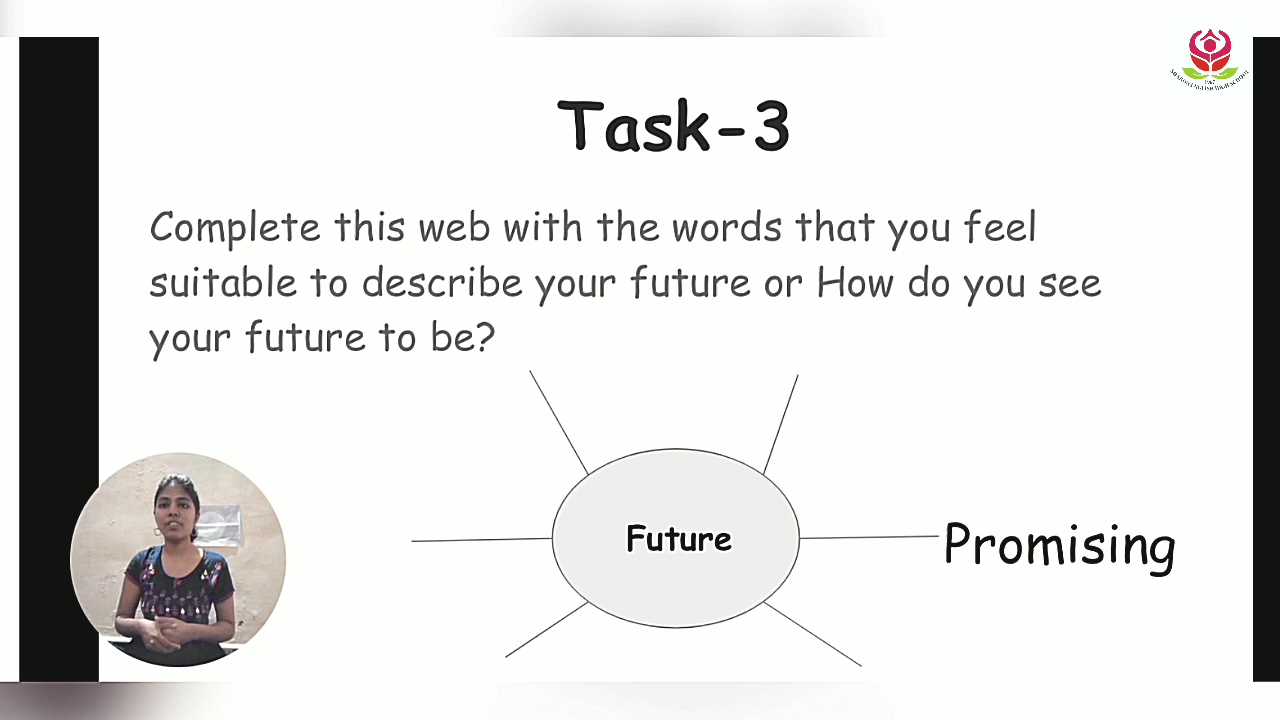 Task-3
Complete this web with the words that you feel
suitable to describe your future or How do you see
your future to be?
Future
Promising